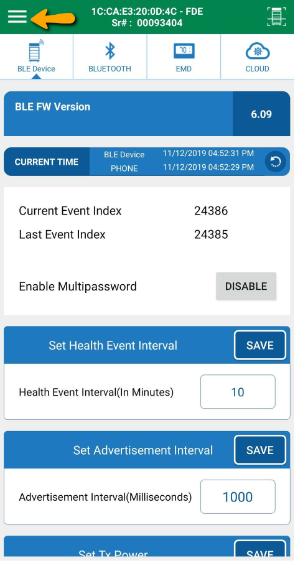 1C:CA:E3:20:0D:4C - FDE
Sr# : 00093404
BLE Device BLUETOOTH EMD CLOUD
BLE FW Version 6.09
CURRENT TIME
BLE Device 11/12/2019 04:52:31 PM
PHONE 11/12/2019 04:52:29 PM
Current Event Index 24386
Last Event Index 24385
Enable Multipassword DISABLE
Set Health Event Interval SAVE
Health Event Interval(In Minutes) 10
Set Advertisement Interval SAVE
Advertisement Interval(Milliseconds) 1000
Set Tx Power SAVE